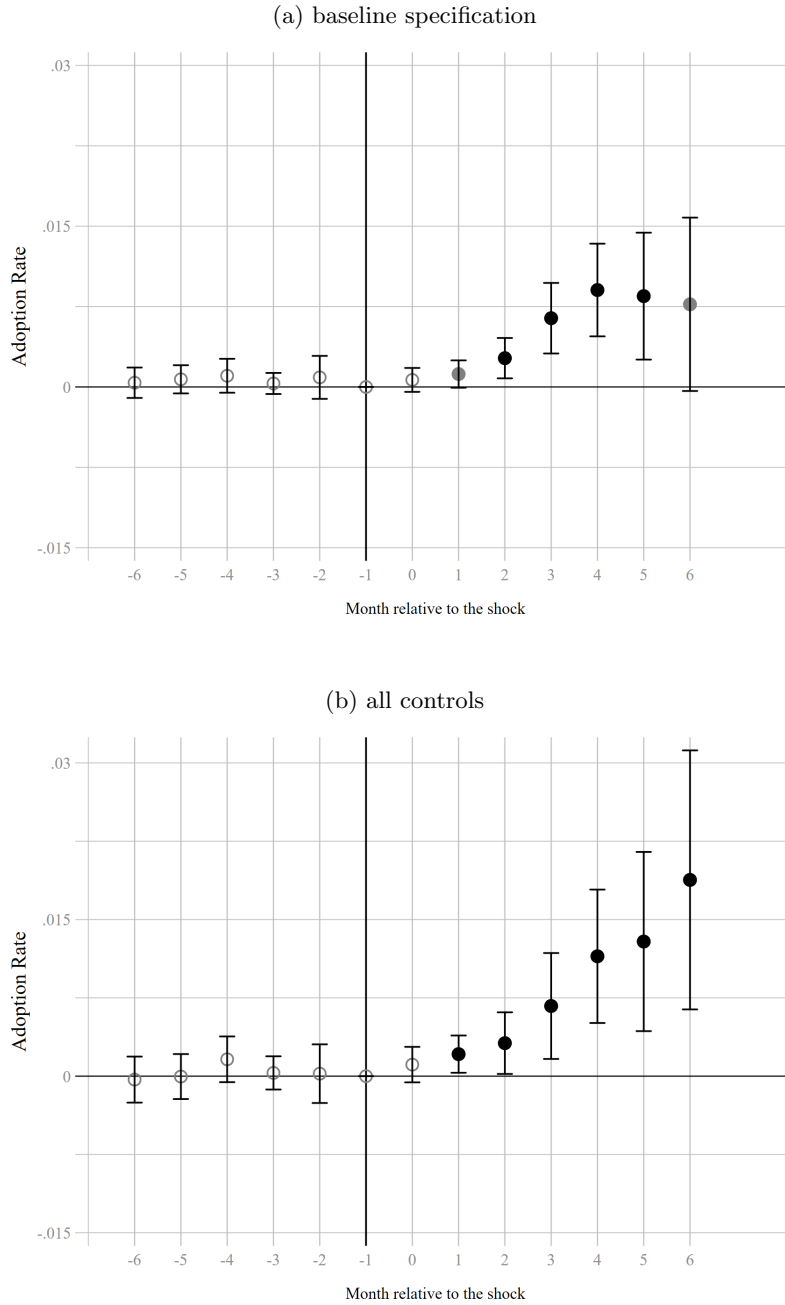 (a) baseline specification
.03
.015
0
-.015
Adoption Rate
-6 -5 -4 -3 -2 -1 0 1 2 3 4 5 6
Month relative to the shock
(b) all controls
.03
.015
0
-.015
Adoption Rate
-6 -5 -4 -3 -2 -1 0 1 2 3 4 5 6
Month relative to the shock